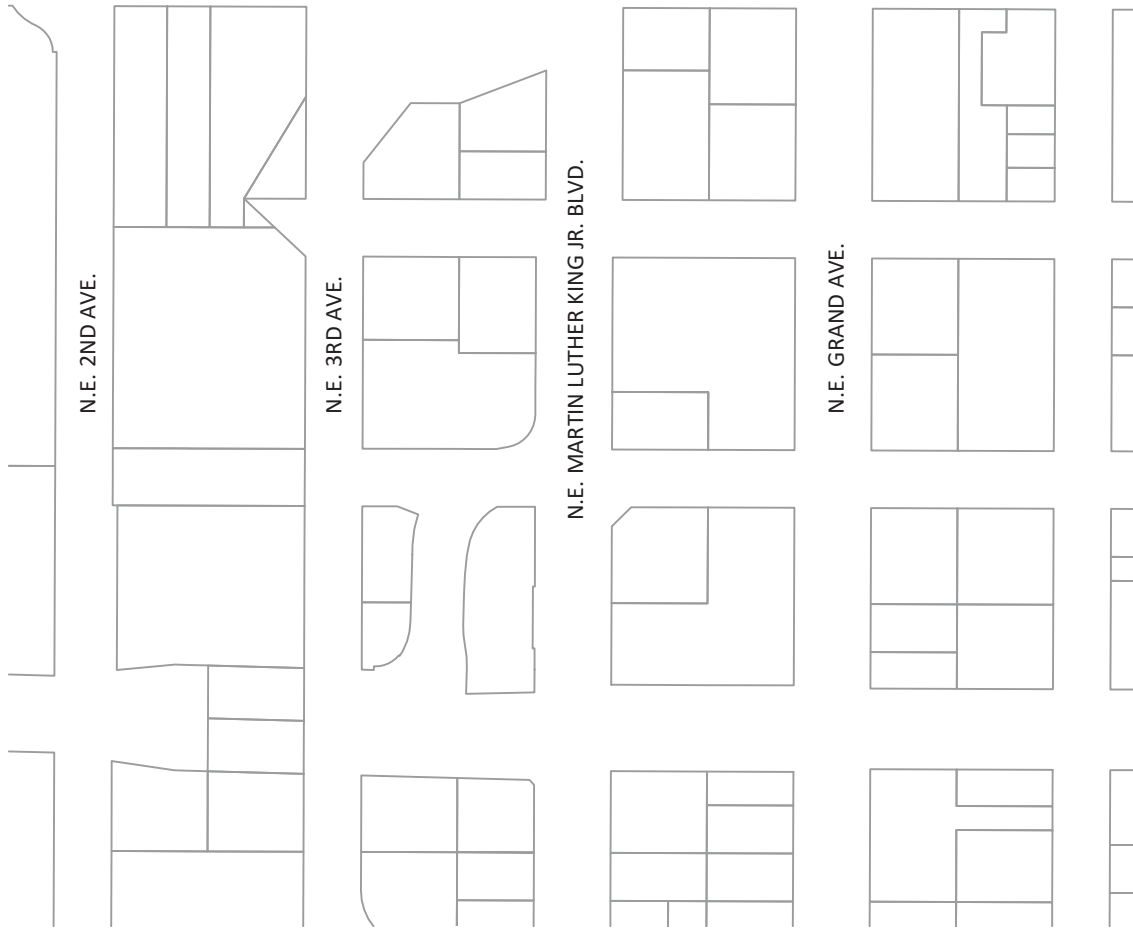 N.E. 2ND AVE.
N.E. 3RD AVE.
N.E. MARTIN LUTHER KING JR. BLVD.
N.E. GRAND AVE.